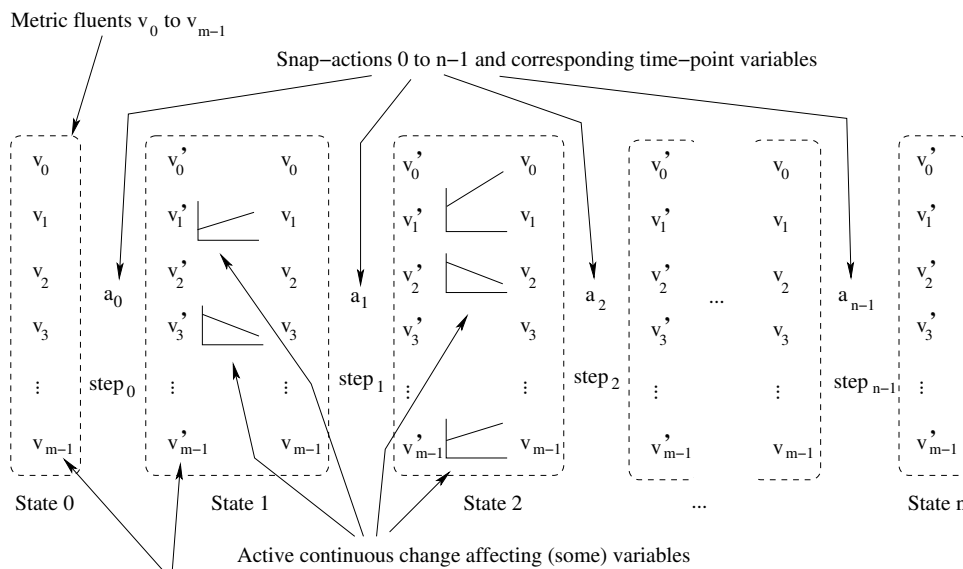 Metric fluents v0 to vm−1
Snap−actions 0 to n−1 and corresponding time−point variables
v0 v0' v0 v0' v0 v0' v0 v0'
v1 v1' v1 v1' v1 v1' v1 v1'
v2 v2' v2 v2' v2 v2' v2 v2'
a0 a1 a2 ... an−1
v3 v3' v3 v3' v3 v3' v3 v3'
... ... ... ... ... ... ... ...
step0 step1 step2 stepn−1
vm−1 v'm−1 vm−1 v'm−1 vm−1 v'm−1 vm−1 v'm−1
State 0 State 1 State 2 ... State n
Active continuous change affecting (some) variables